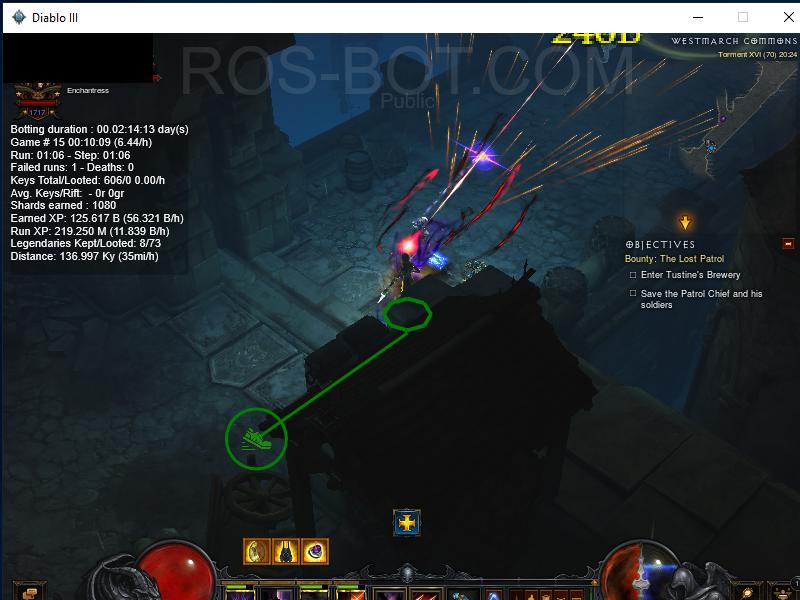 Diablo III
240B
WESTMARCH COMMONS
Torment XVI (70) 20:24
ROS-BOT.COM
Public
Enchantress
1717
Botting duration : 00.02:14:13 day(s)
Game # 15 00:10:09 (6.44/h)
Run: 01:06 - Step: 01:06
Failed runs: 1 - Deaths: 0
Keys Total/Looted: 606/0 0.00/h
Avg. Keys/Rift: - 0r 0gr
Shards earned : 1080
Earned XP: 125.617 B (56.321 B/h)
Run XP: 219.250 M (11.839 B/h)
Legendaries Kept/Looted: 8/73
Distance: 136.997 Ky (35mi/h)
OBJECTIVES
Bounty: The Lost Patrol
Enter Tustine's Brewery
Save the Patrol Chief and his
soldiers